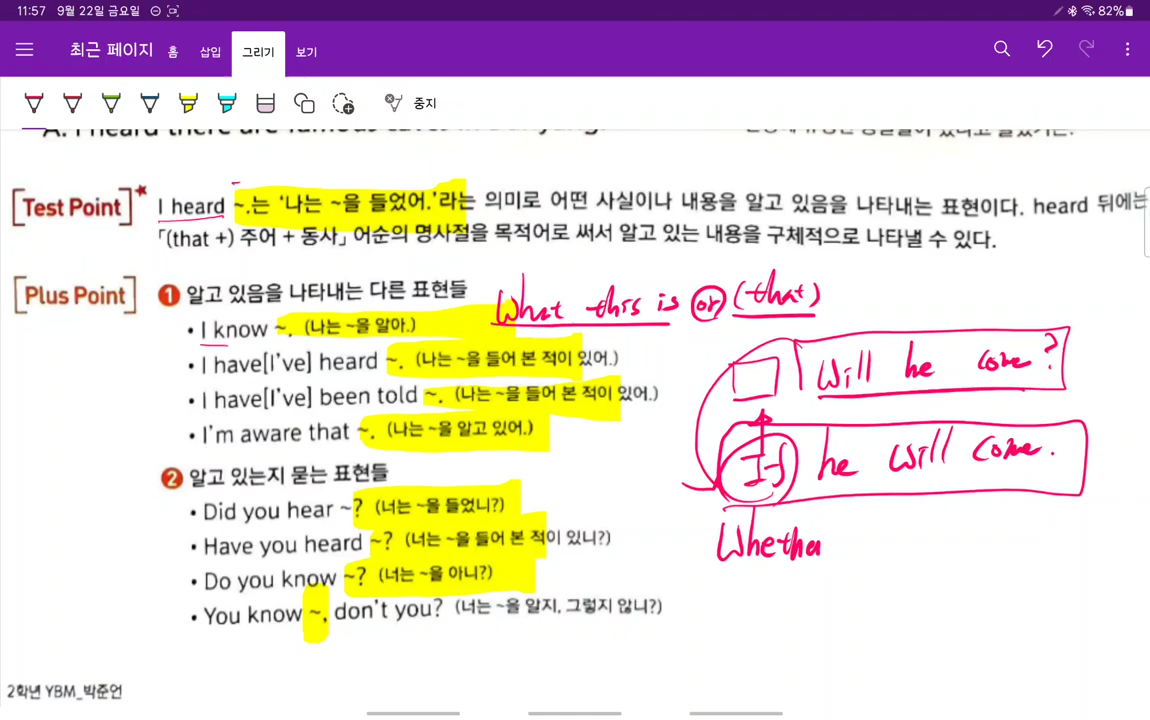 11:57 9월 22일 금요일 82%
최근 페이지 홈 삽입 그리기 보기
중지
[Test Point]* I heard ~.는 ‘나는 ~을 들었어.’라는 의미로 어떤 사실이나 내용을 알고 있음을 나타내는 표현이다. heard 뒤에는
「(that +) 주어 + 동사」 어순의 명사절을 목적어로 써서 알고 있는 내용을 구체적으로 나타낼 수 있다.
[Plus Point] 1 알고 있음을 나타내는 다른 표현들
What this is or (that)
• I know ~. (나는 ~을 알아.)
• I have[I’ve] heard ~. (나는 ~을 들어 본 적이 있어.)
Will he come?
• I have[I’ve] been told ~. (나는 ~을 들어 본 적이 있어.)
• I’m aware that ~. (나는 ~을 알고 있어.)
If he will come.
2 알고 있는지 묻는 표현들
• Did you hear ~? (너는 ~을 들었니?)
• Have you heard ~? (너는 ~을 들어 본 적이 있니?)
Whether
• Do you know ~? (너는 ~을 아니?)
• You know ~, don’t you? (너는 ~을 알지, 그렇지 않니?)
2학년 YBM_박준언